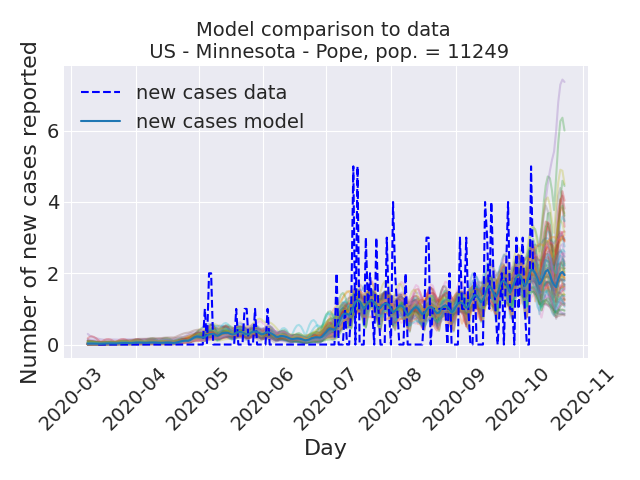 Model comparison to data
US - Minnesota - Pope, pop. = 11249
Number of new cases reported
new cases data
new cases model
6
4
2
0
2020-03
2020-04
2020-05
2020-06
2020-07
2020-08
2020-09
2020-10
2020-11
Day